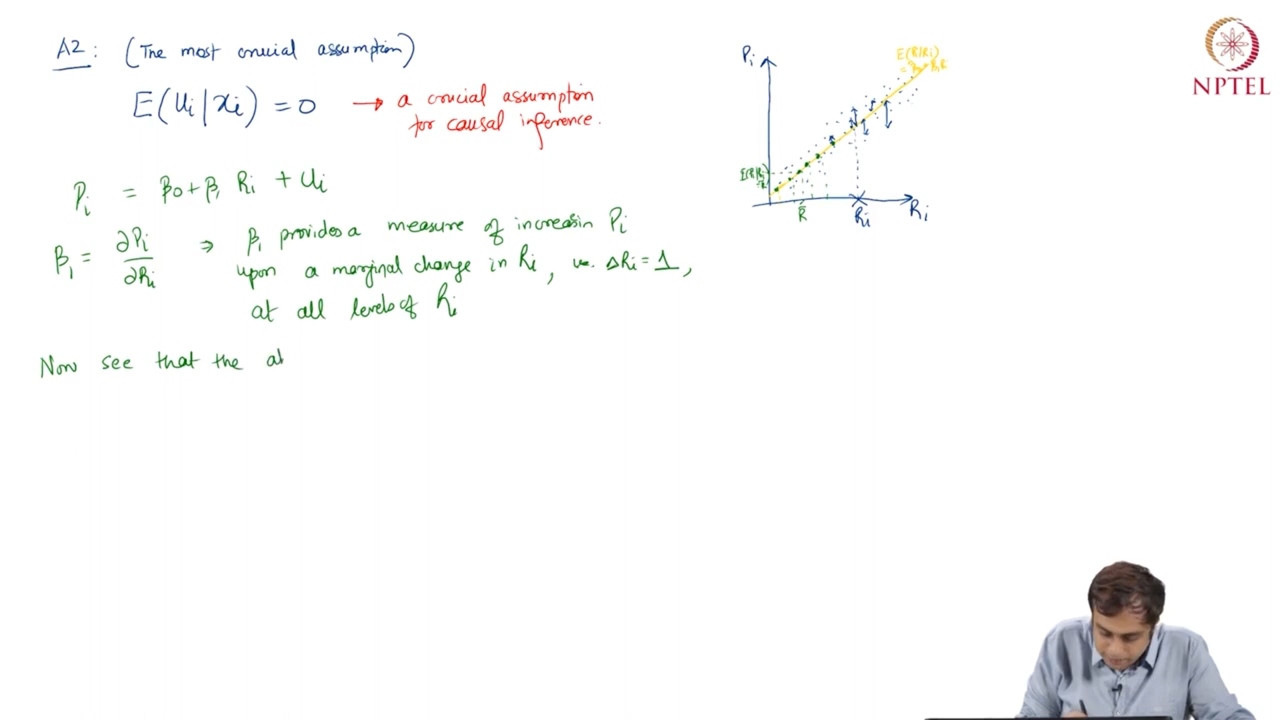 A2: (The most crucial assumption)
E(Ui|xi) = 0 → a crucial assumption
for causal inference.
Pi = β0 + β1 Ri + Ui
β1 = ∂Pi/∂Ri ⇒ β1 provides a measure of increase in Pi
upon a marginal change in Ri, i.e. ΔRi = 1,
at all levels of Ri
Now see that the al
Pi
R̄
Ri
Ri
NPTEL